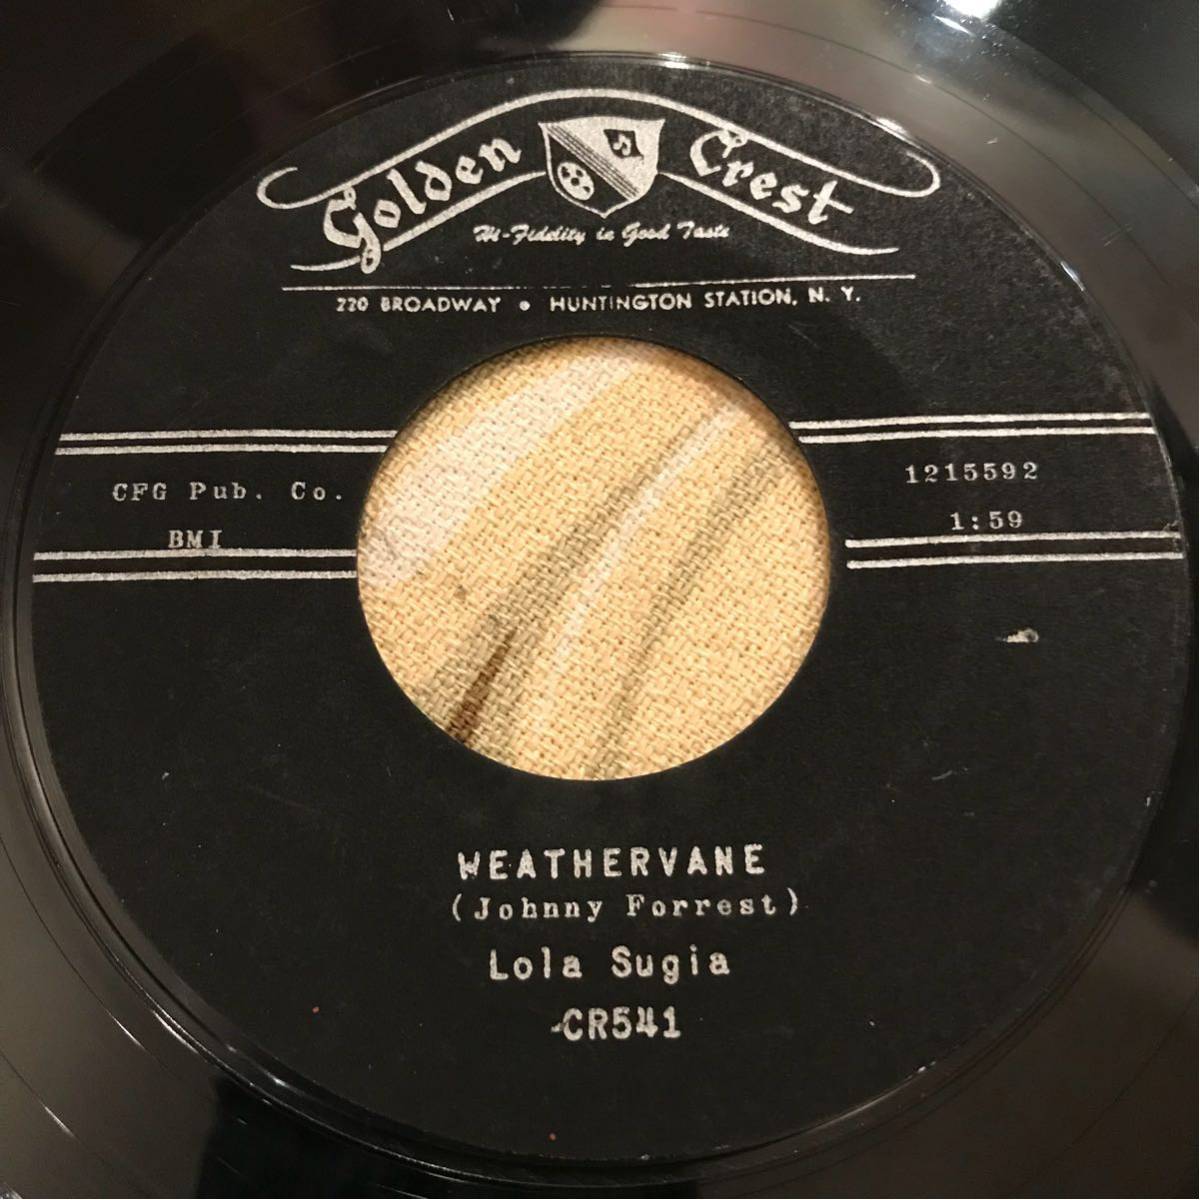 Golden Crest
Hi-Fidelity in Good Taste
220 BROADWAY • HUNTINGTON STATION, N. Y.
CFG Pub. Co.
BMI
1215592
1:59
WEATHERVANE
(Johnny Forrest)
Lola Sugia
-CR541